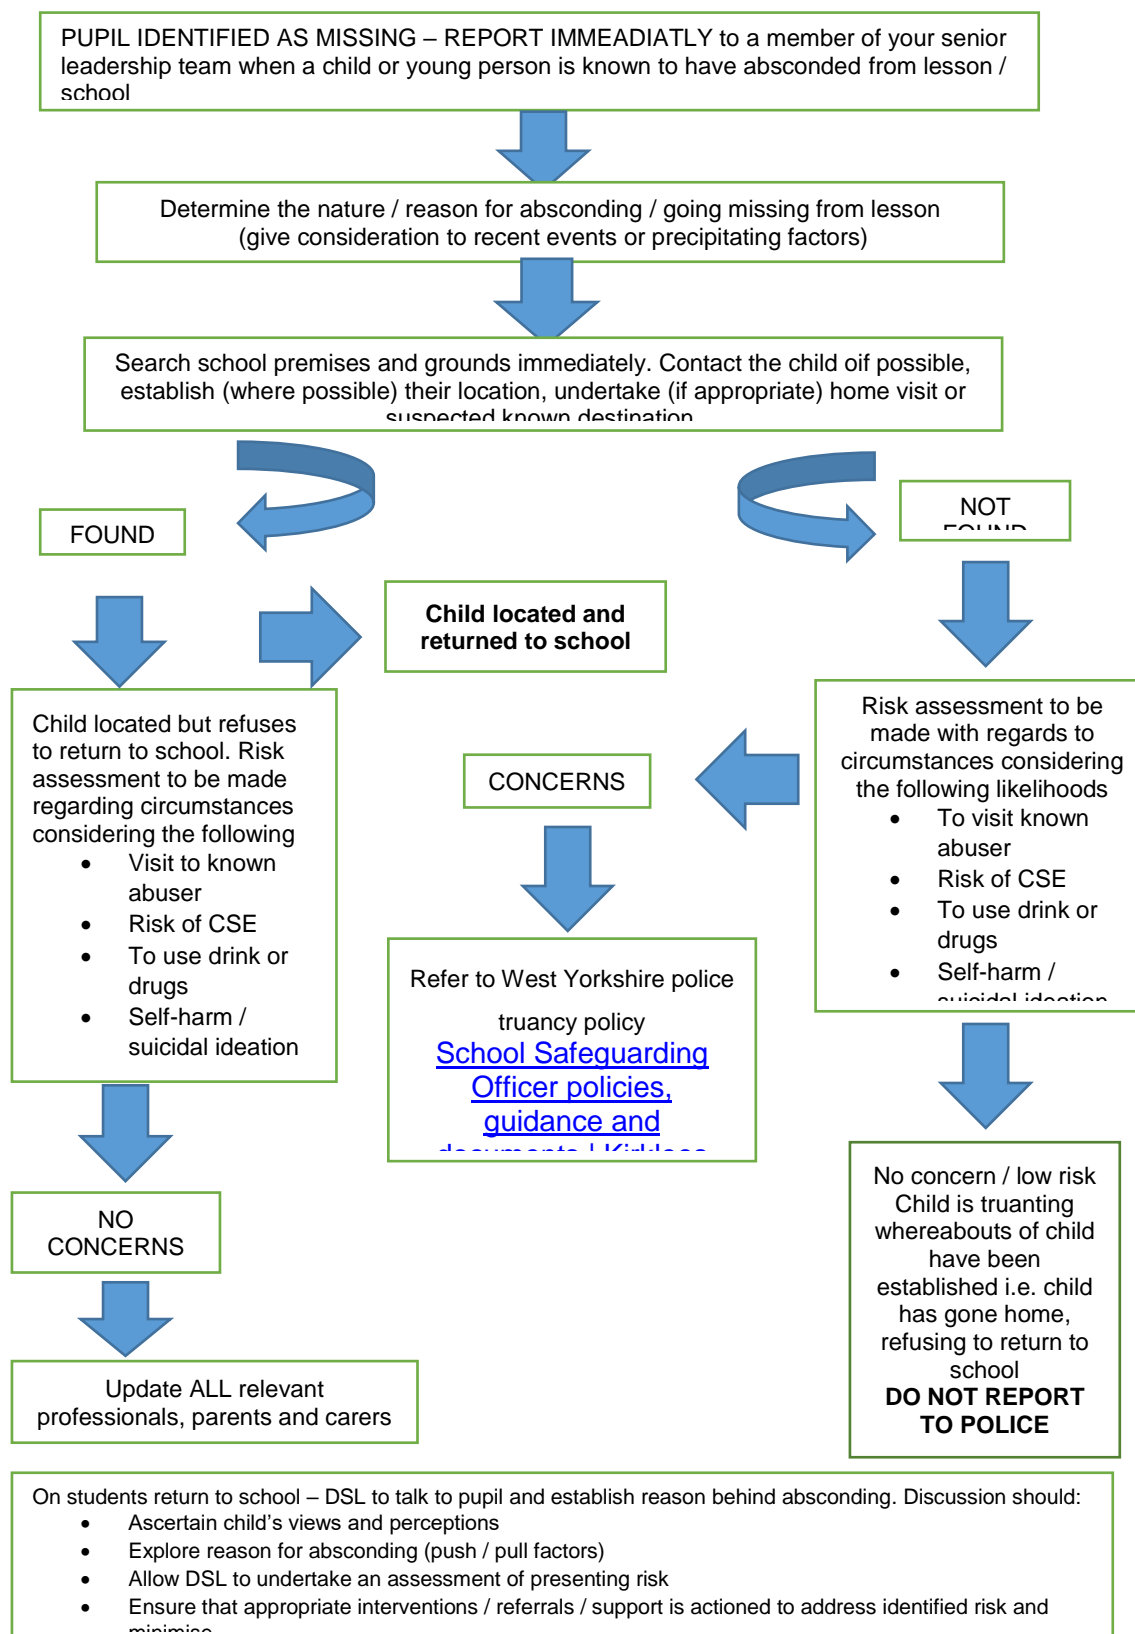 PUPIL IDENTIFIED AS MISSING – REPORT IMMEADIATLY to a member of your senior
leadership team when a child or young person is known to have absconded from lesson /
school
Determine the nature / reason for absconding / going missing from lesson
(give consideration to recent events or precipitating factors)
Search school premises and grounds immediately. Contact the child oif possible,
establish (where possible) their location, undertake (if appropriate) home visit or
suspected known destination
FOUND
NOT
FOUND
Child located and
returned to school
Child located but refuses
to return to school. Risk
assessment to be made
regarding circumstances
considering the following
• Visit to known
abuser
• Risk of CSE
• To use drink or
drugs
• Self-harm /
suicidal ideation
CONCERNS
Risk assessment to be
made with regards to
circumstances considering
the following likelihoods
• To visit known
abuser
• Risk of CSE
• To use drink or
drugs
• Self-harm /
suicidal ideation
Refer to West Yorkshire police
truancy policy
School Safeguarding
Officer policies,
guidance and
documents | Kirklees
NO
CONCERNS
No concern / low risk
Child is truanting
whereabouts of child
have been
established i.e. child
has gone home,
refusing to return to
school
DO NOT REPORT
TO POLICE
Update ALL relevant
professionals, parents and carers
On students return to school – DSL to talk to pupil and establish reason behind absconding. Discussion should:
• Ascertain child’s views and perceptions
• Explore reason for absconding (push / pull factors)
• Allow DSL to undertake an assessment of presenting risk
• Ensure that appropriate interventions / referrals / support is actioned to address identified risk and
minimise